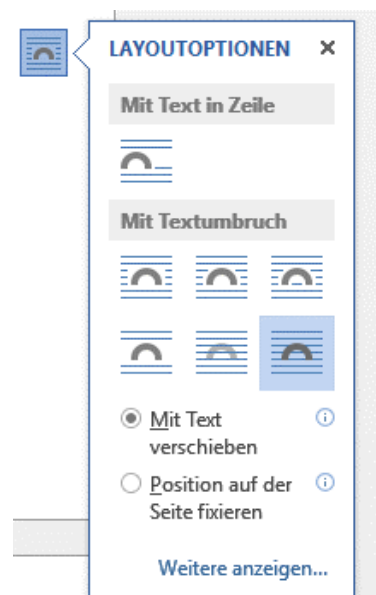 LAYOUTOPTIONEN
Mit Text in Zeile
Mit Textumbruch
Mit Text
verschieben
Position auf der
Seite fixieren
Weitere anzeigen...